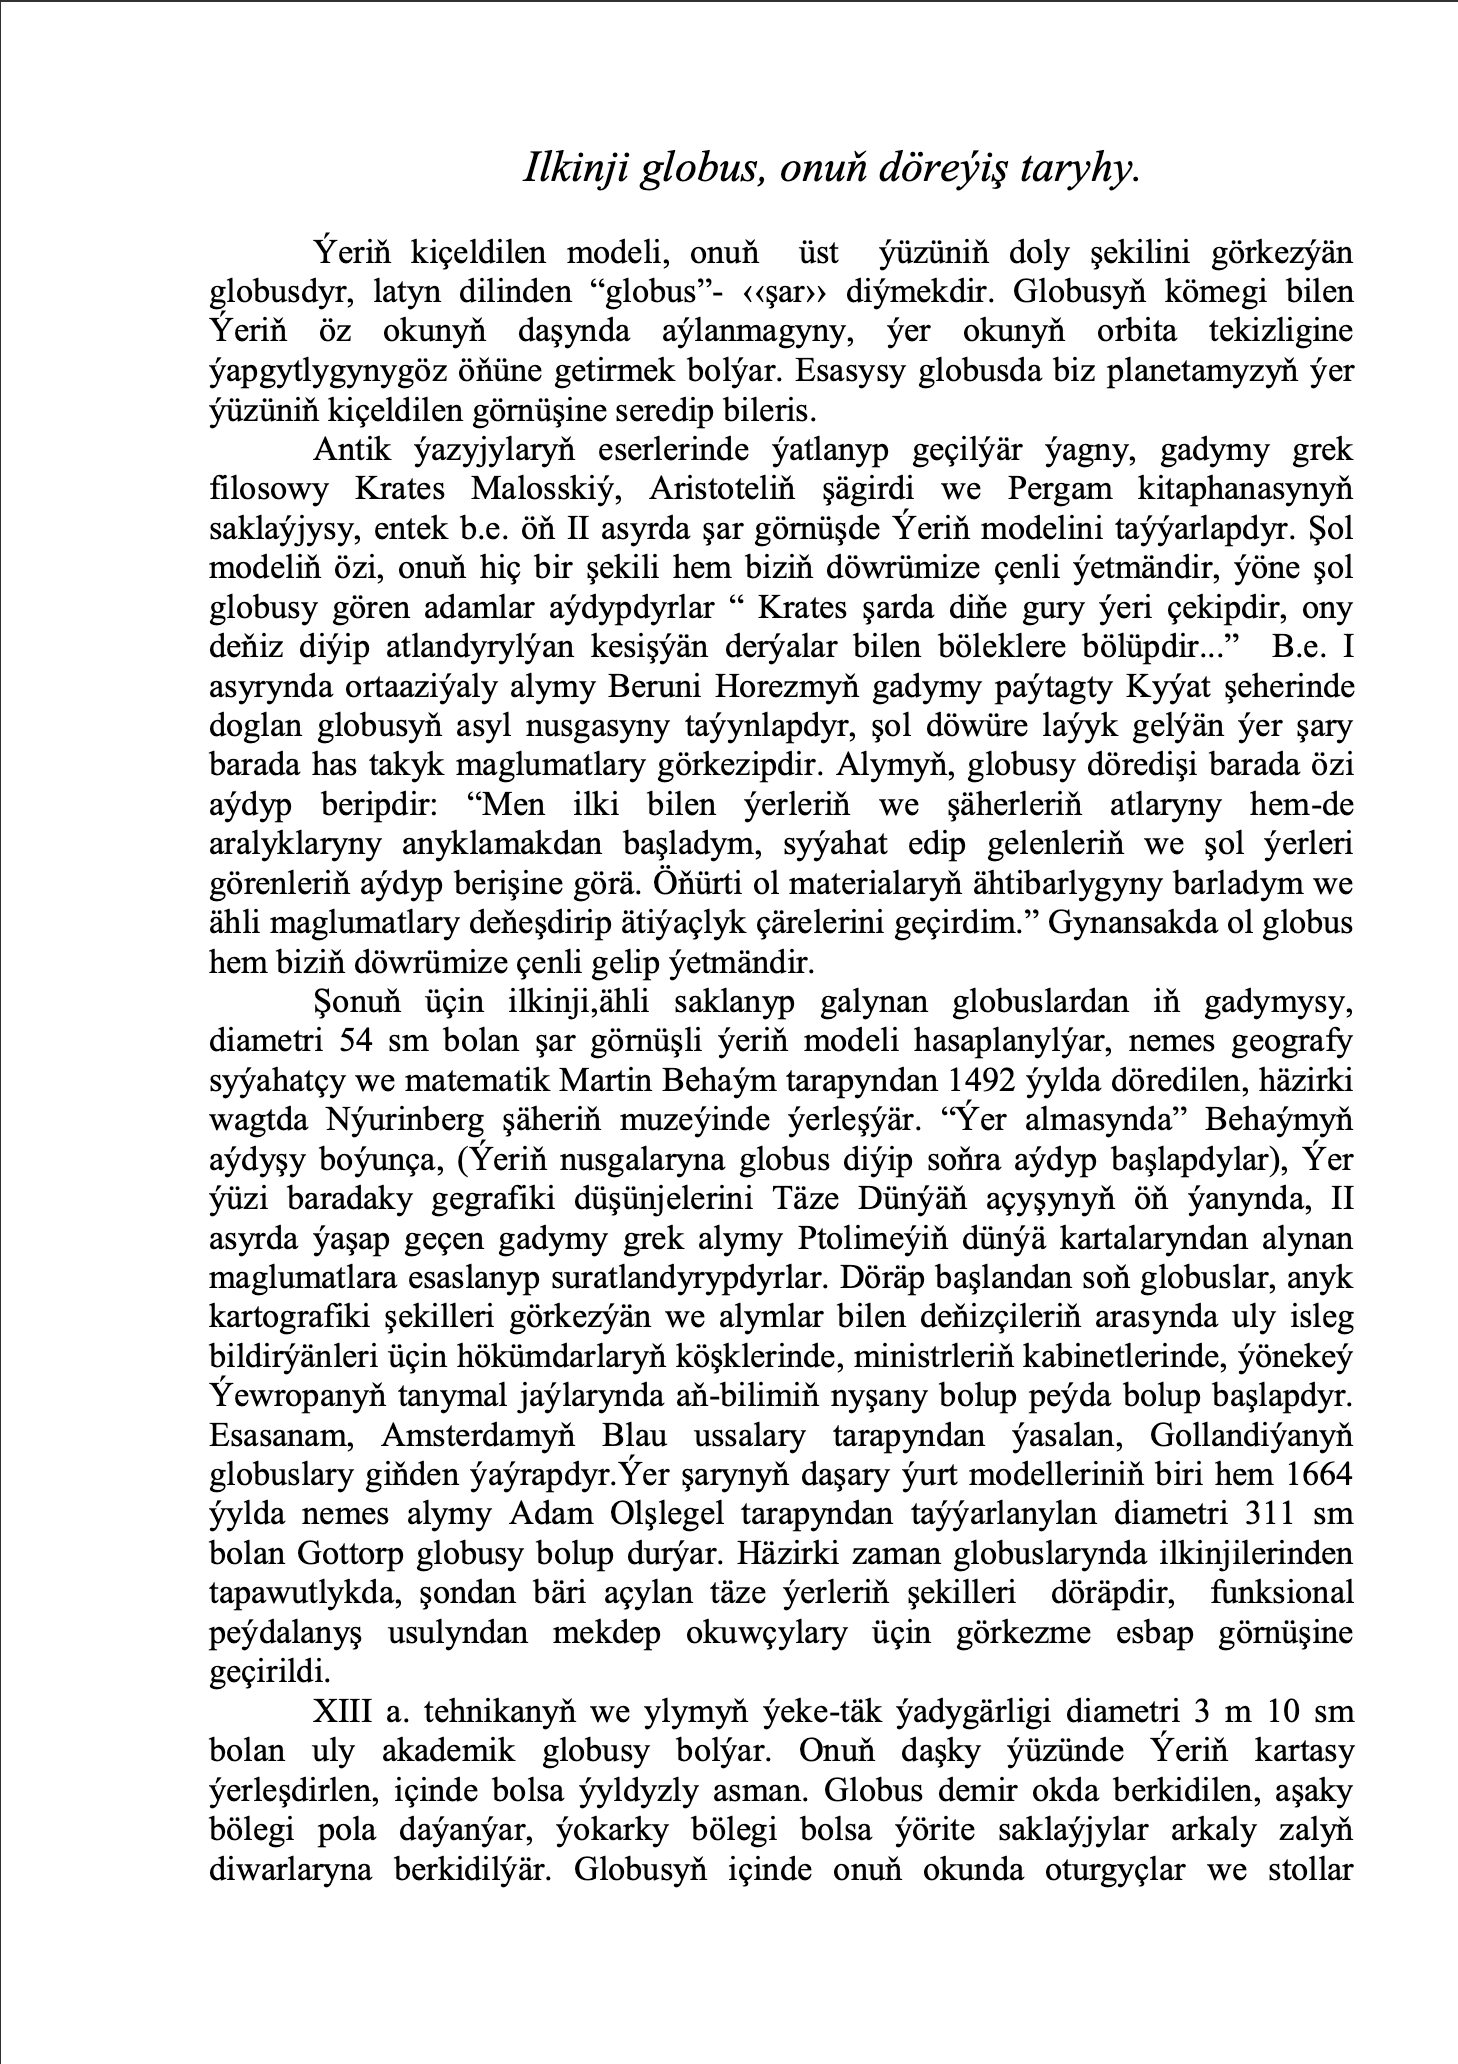 Ilkinji globus, onuň döreýiş taryhy.
Ýeriň kiçeldilen modeli, onuň üst ýüzüniň doly şekilini görkezýän
globusdyr, latyn dilinden “globus”- ‹‹şar›› diýmekdir. Globusyň kömegi bilen
Ýeriň öz okunyň daşynda aýlanmagyny, ýer okunyň orbita tekizligine
ýapgytlygynygöz öňüne getirmek bolýar. Esasysy globusda biz planetamyzyň ýer
ýüzüniň kiçeldilen görnüşine seredip bileris.
Antik ýazyjylaryň eserlerinde ýatlanyp geçilýär ýagny, gadymy grek
filosowy Krates Malosskiý, Aristoteliň şägirdi we Pergam kitaphanasynyň
saklaýjysy, entek b.e. öň II asyrda şar görnüşde Ýeriň modelini taýýarlapdyr. Şol
modeliň özi, onuň hiç bir şekili hem biziň döwrümize çenli ýetmändir, ýöne şol
globusy gören adamlar aýdypdyrlar “ Krates şarda diňe gury ýeri çekipdir, ony
deňiz diýip atlandyrylýan kesişýän derýalar bilen böleklere bölüpdir...” B.e. I
asyrynda ortaaziýaly alymy Beruni Horezmyň gadymy paýtagty Kyýat şeherinde
doglan globusyň asyl nusgasyny taýynlapdyr, şol döwüre laýyk gelýän ýer şary
barada has takyk maglumatlary görkezipdir. Alymyň, globusy döredişi barada özi
aýdyp beripdir: “Men ilki bilen ýerleriň we şäherleriň atlaryny hem-de
aralyklaryny anyklamakdan başladym, syýahat edip gelenleriň we şol ýerleri
görenleriň aýdyp berişine görä. Öňürti ol materialaryň ähtibarlygyny barladym we
ähli maglumatlary deňeşdirip ätiýaçlyk çärelerini geçirdim.” Gynansakda ol globus
hem biziň döwrümize çenli gelip ýetmändir.
Şonuň üçin ilkinji,ähli saklanyp galynan globuslardan iň gadymysy,
diametri 54 sm bolan şar görnüşli ýeriň modeli hasaplanylýar, nemes geografy
syýahatçy we matematik Martin Behaým tarapyndan 1492 ýylda döredilen, häzirki
wagtda Nýurinberg şäheriň muzeýinde ýerleşýär. “Ýer almasynda” Behaýmyň
aýdyşy boýunça, (Ýeriň nusgalaryna globus diýip soňra aýdyp başlapdylar), Ýer
ýüzi baradaky gegrafiki düşünjelerini Täze Dünýäň açyşynyň öň ýanynda, II
asyrda ýaşap geçen gadymy grek alymy Ptolimeýiň dünýä kartalaryndan alynan
maglumatlara esaslanyp suratlandyrypdyrlar. Döräp başlandan soň globuslar, anyk
kartografiki şekilleri görkezýän we alymlar bilen deňizçileriň arasynda uly isleg
bildirýänleri üçin hökümdarlaryň köşklerinde, ministrleriň kabinetlerinde, ýönekeý
Ýewropanyň tanymal jaýlarynda aň-bilimiň nyşany bolup peýda bolup başlapdyr.
Esasanam, Amsterdamyň Blau ussalary tarapyndan ýasalan, Gollandiýanyň
globuslary giňden ýaýrapdyr.Ýer şarynyň daşary ýurt modelleriniň biri hem 1664
ýylda nemes alymy Adam Olşlegel tarapyndan taýýarlanylan diametri 311 sm
bolan Gottorp globusy bolup durýar. Häzirki zaman globuslarynda ilkinjilerinden
tapawutlykda, şondan bäri açylan täze ýerleriň şekilleri döräpdir, funksional
peýdalanyş usulyndan mekdep okuwçylary üçin görkezme esbap görnüşine
geçirildi.
XIII a. tehnikanyň we ylymyň ýeke-täk ýadygärligi diametri 3 m 10 sm
bolan uly akademik globusy bolýar. Onuň daşky ýüzünde Ýeriň kartasy
ýerleşdirlen, içinde bolsa ýyldyzly asman. Globus demir okda berkidilen, aşaky
bölegi pola daýanýar, ýokarky bölegi bolsa ýörite saklaýjylar arkaly zalyň
diwarlaryna berkidilýär. Globusyň içinde onuň okunda oturgyçlar we stollar